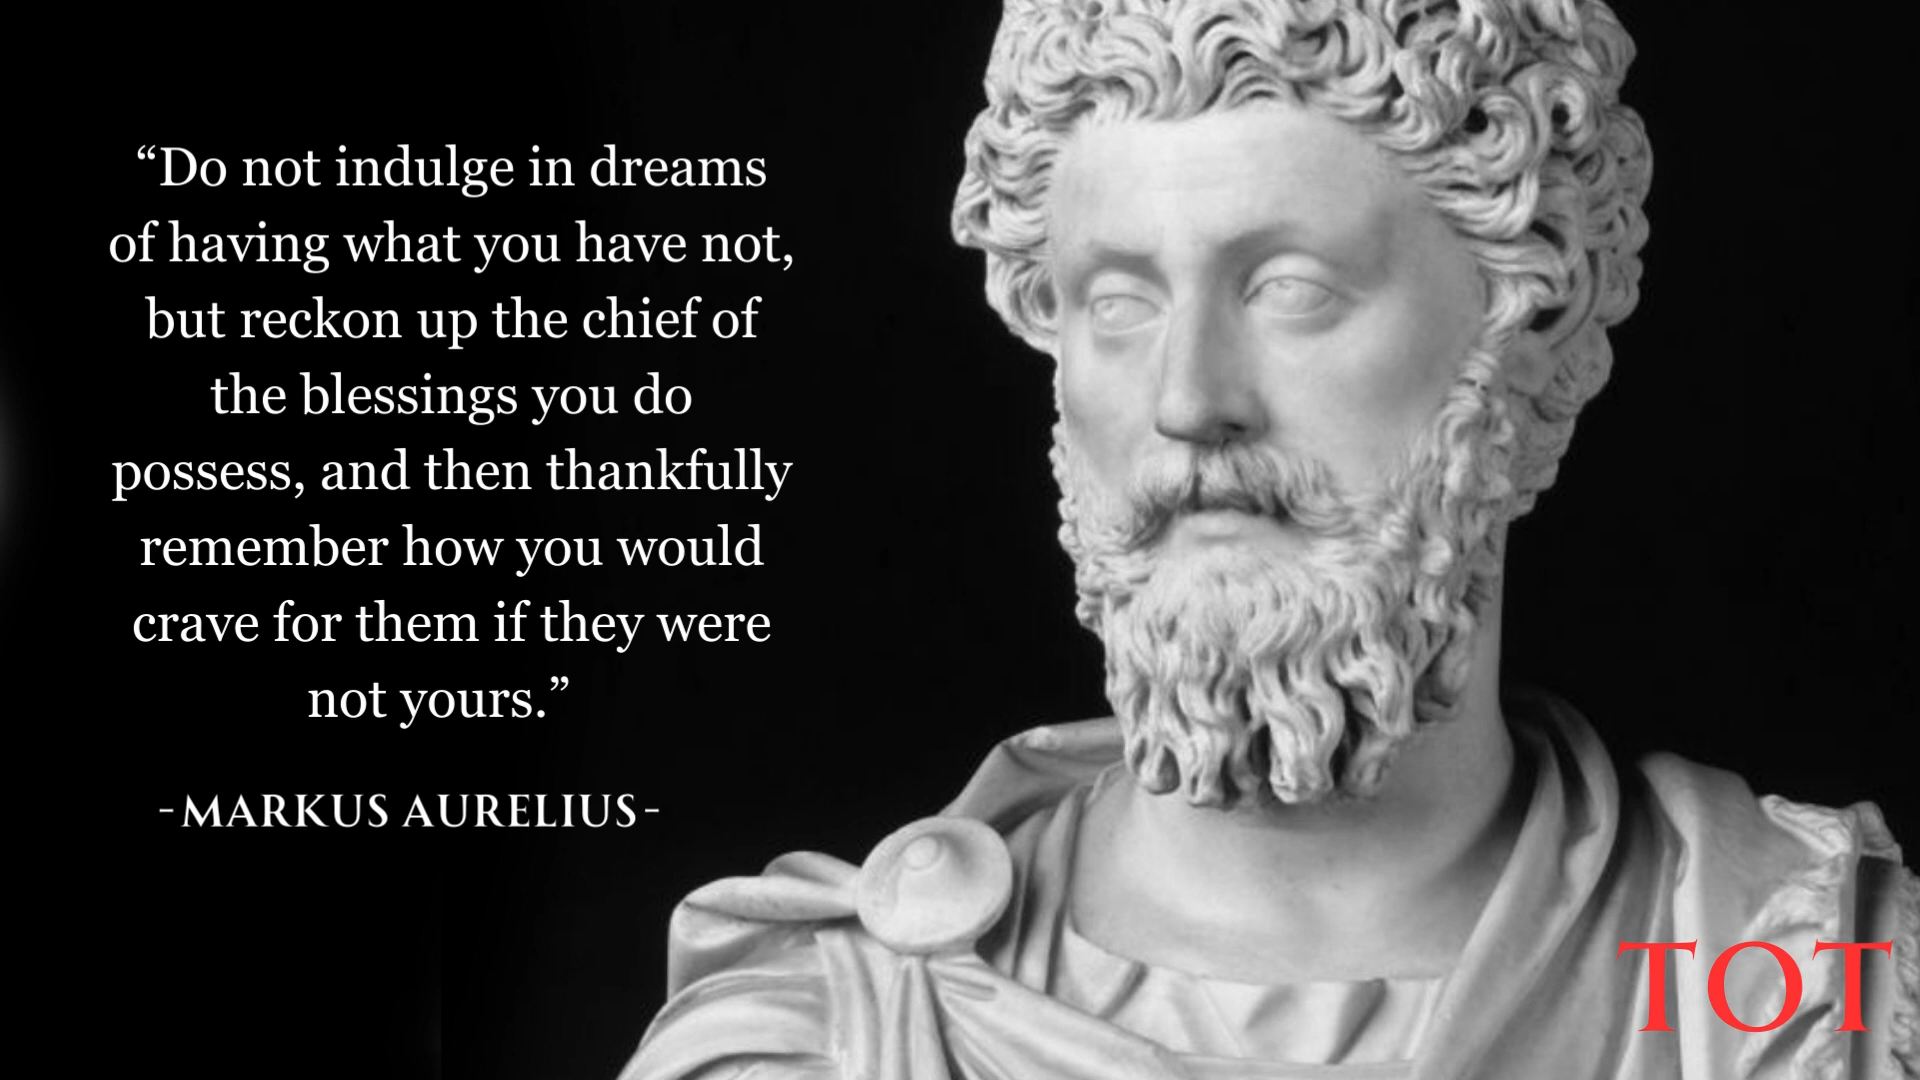 “Do not indulge in dreams
of having what you have not,
but reckon up the chief of
the blessings you do
possess, and then thankfully
remember how you would
crave for them if they were
not yours.”
-MARKUS AURELIUS-
TOT